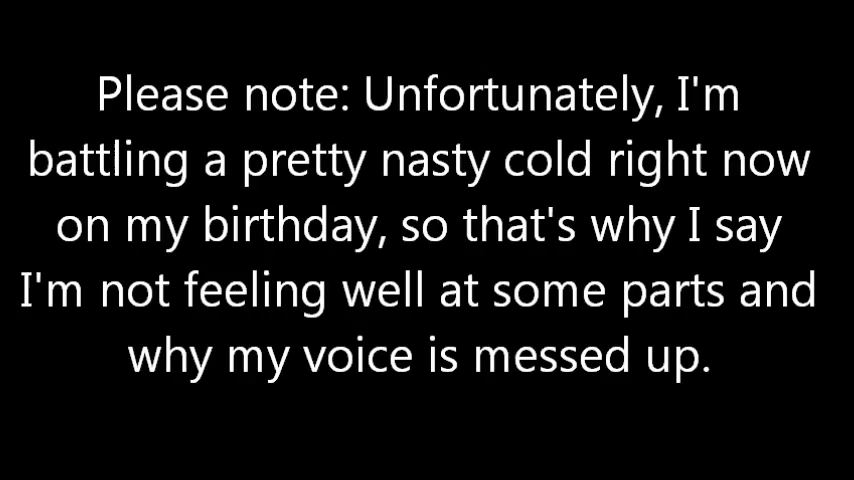 Please note: Unfortunately, I'm
battling a pretty nasty cold right now
on my birthday, so that's why I say
I'm not feeling well at some parts and
why my voice is messed up.